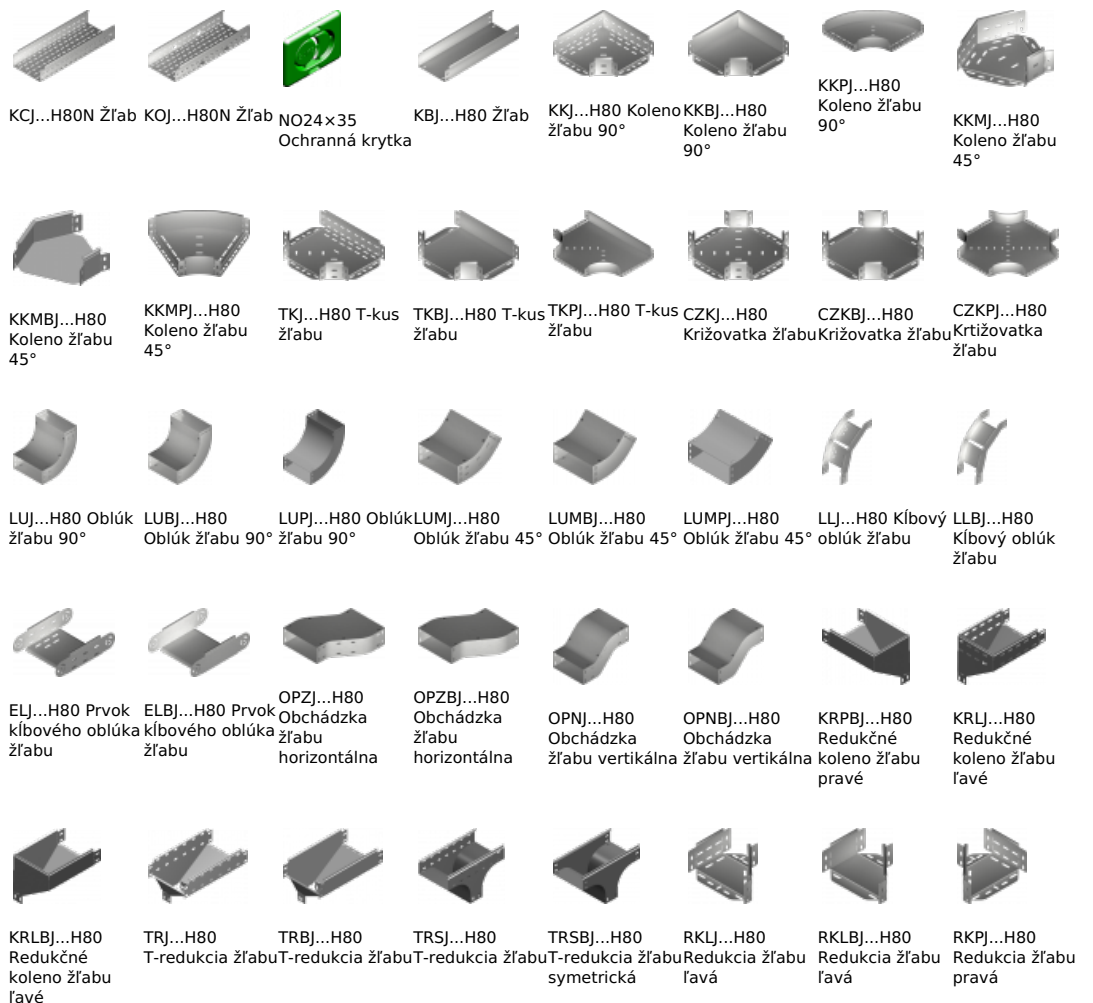 KCJ...H80N Žľab
KOJ...H80N Žľab
NO24×35
Ochranná krytka
KBJ...H80 Žľab
KKJ...H80 Koleno
žľabu 90°
KKBJ...H80
Koleno žľabu
90°
KKPJ...H80
Koleno žľabu
90°
KKMJ...H80
Koleno žľabu
45°
KKMBJ...H80
Koleno žľabu
45°
KKMPJ...H80
Koleno žľabu
45°
TKJ...H80 T-kus
žľabu
TKBJ...H80 T-kus
žľabu
TKPJ...H80 T-kus
žľabu
CZKJ...H80
Križovatka žľabu
CZKBJ...H80
Križovatka žľabu
CZKPJ...H80
Krtižovatka
žľabu
LUJ...H80 Oblúk
žľabu 90°
LUBJ...H80
Oblúk žľabu 90°
LUPJ...H80 Oblúk
žľabu 90°
LUMJ...H80
Oblúk žľabu 45°
LUMBJ...H80
Oblúk žľabu 45°
LUMPJ...H80
Oblúk žľabu 45°
LLJ...H80 Kĺbový
oblúk žľabu
LLBJ...H80
Kĺbový oblúk
žľabu
ELJ...H80 Prvok
kĺbového oblúka
žľabu
ELBJ...H80 Prvok
kĺbového oblúka
žľabu
OPZJ...H80
Obchádzka
žľabu
horizontálna
OPZBJ...H80
Obchádzka
žľabu
horizontálna
OPNJ...H80
Obchádzka
žľabu vertikálna
OPNBJ...H80
Obchádzka
žľabu vertikálna
KRPBJ...H80
Redukčné
koleno žľabu
pravé
KRLJ...H80
Redukčné
koleno žľabu
ľavé
KRLBJ...H80
Redukčné
koleno žľabu
ľavé
TRJ...H80
T-redukcia žľabu
TRBJ...H80
T-redukcia žľabu
TRSJ...H80
T-redukcia žľabu
TRSBJ...H80
T-redukcia žľabu
symetrická
RKLJ...H80
Redukcia žľabu
ľavá
RKLBJ...H80
Redukcia žľabu
ľavá
RKPJ...H80
Redukcia žľabu
pravá